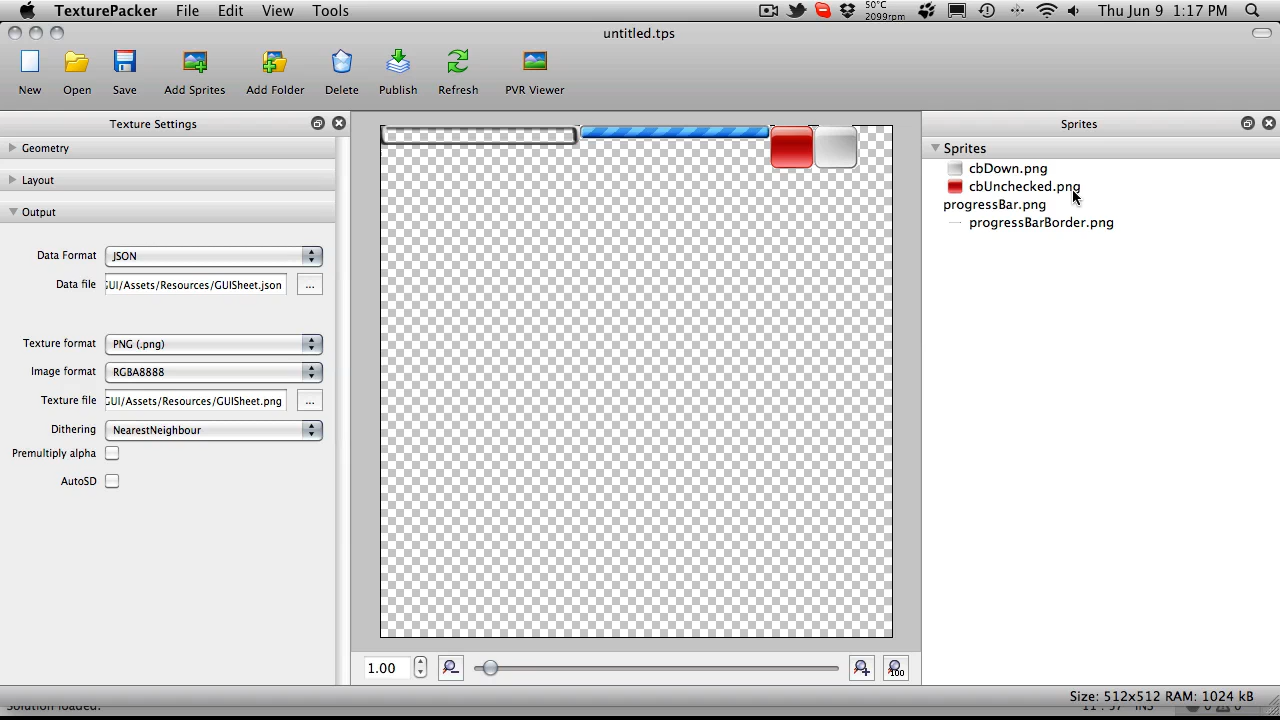 TexturePacker File Edit View Tools 50°C 2099rpm Thu Jun 9 1:17 PM
untitled.tps
New Open Save Add Sprites Add Folder Delete Publish Refresh PVR Viewer
Texture Settings
Geometry
Layout
Output
Data Format JSON
Data file GUI/Assets/Resources/GUISheet.json ...
Texture format PNG (.png)
Image format RGBA8888
Texture file GUI/Assets/Resources/GUISheet.png ...
Dithering NearestNeighbour
Premultiply alpha
AutoSD
1.00
100
Sprites
Sprites
cbDown.png
cbUnchecked.png
progressBar.png
progressBarBorder.png
Size: 512x512 RAM: 1024 kB
Solution loaded.